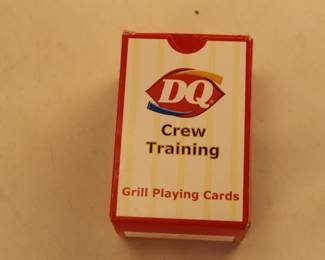 DQ
Crew
Training
Grill Playing Cards